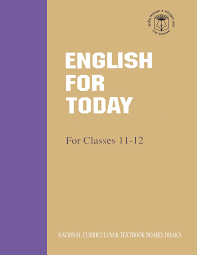 ENGLISH
FOR
TODAY
For Classes 11-12
NATIONAL CURRICULUM & TEXTBOOK BOARD, DHAKA